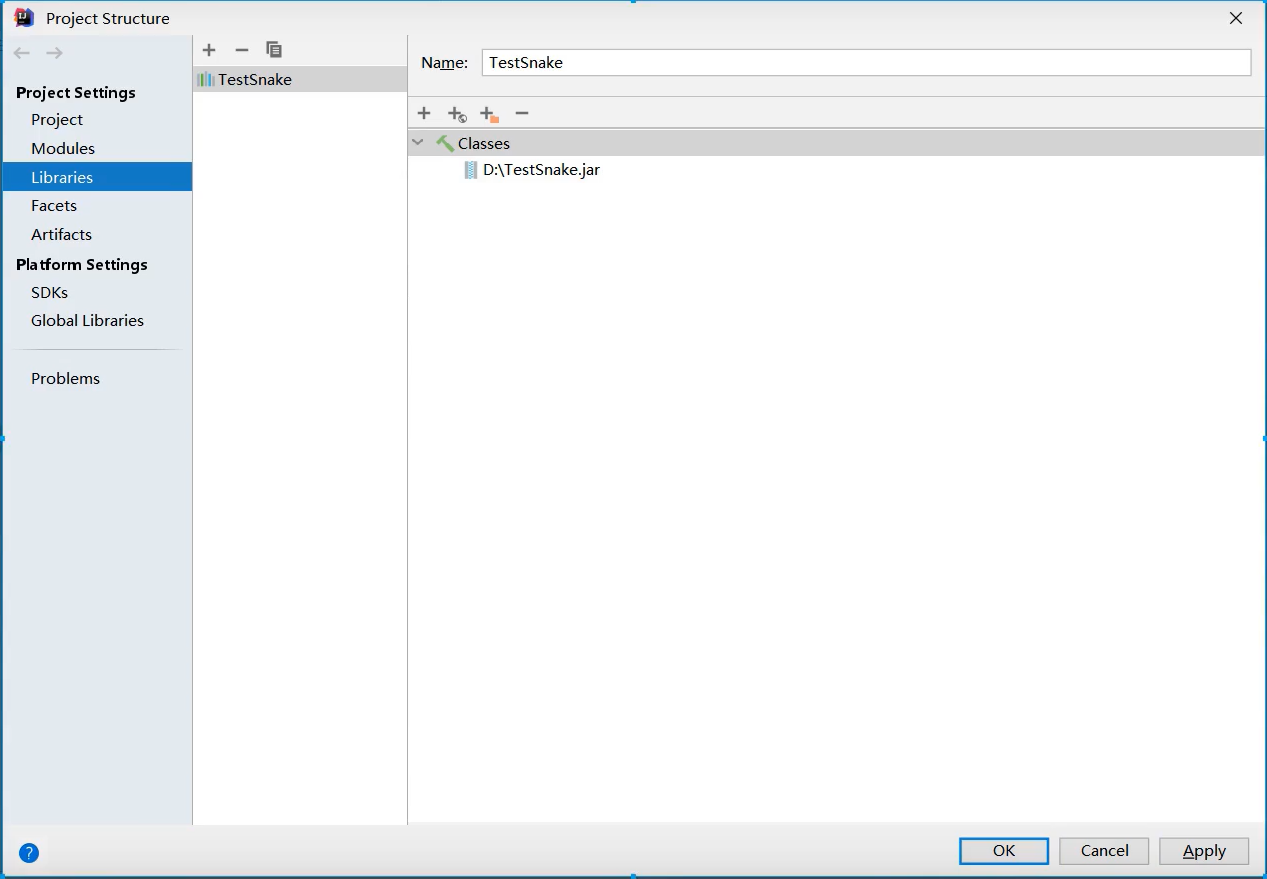 Project Structure
Project Settings
Project
Modules
Libraries
Facets
Artifacts
Platform Settings
SDKs
Global Libraries
Problems
TestSnake
Name: TestSnake
Classes
D:\TestSnake.jar
?
OK Cancel Apply